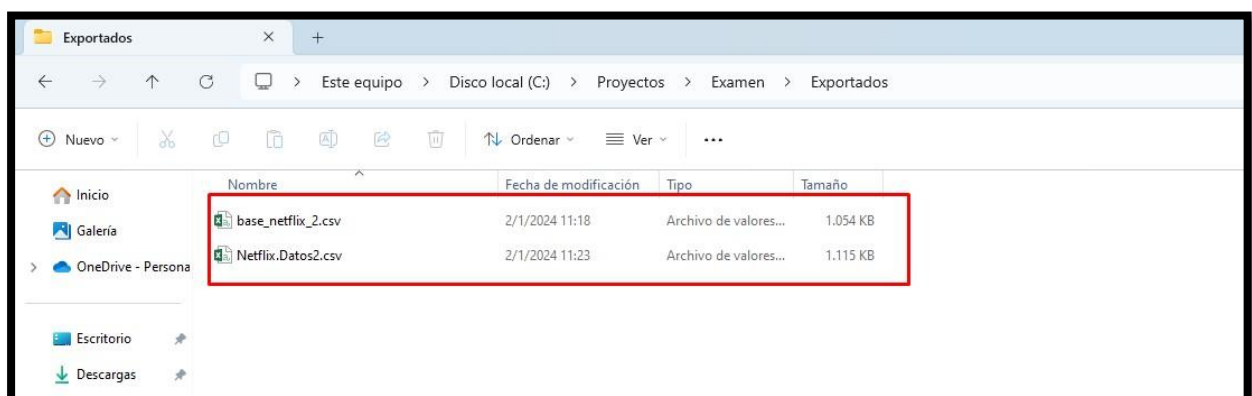 Exportados
Este equipo > Disco local (C:) > Proyectos > Examen > Exportados
Nuevo Ordenar Ver ...
Nombre Fecha de modificación Tipo Tamaño
Inicio
base_netflix_2.csv 2/1/2024 11:18 Archivo de valores... 1.054 KB
Galería
Netflix.Datos2.csv 2/1/2024 11:23 Archivo de valores... 1.115 KB
OneDrive - Persona
Escritorio
Descargas